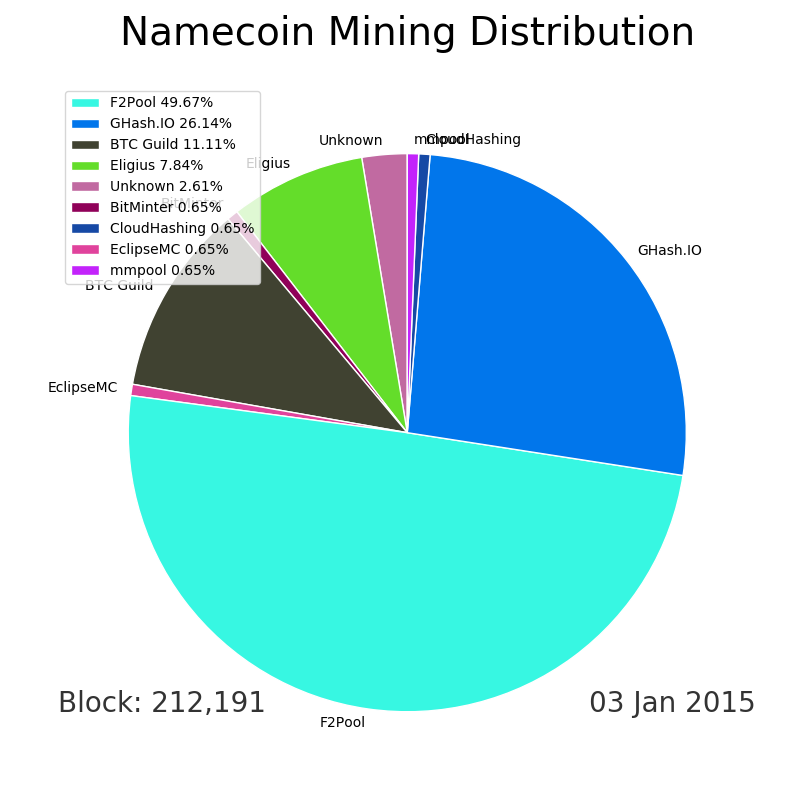 Namecoin Mining Distribution
F2Pool 49.67%
GHash.IO 26.14%
BTC Guild 11.11%
Eligius 7.84%
Unknown 2.61%
BitMinter 0.65%
CloudHashing 0.65%
EclipseMC 0.65%
mmpool 0.65%
Unknown
mmpool
CloudHashing
Eligius
BitMinter
GHash.IO
BTC Guild
EclipseMC
F2Pool
Block: 212,191
03 Jan 2015